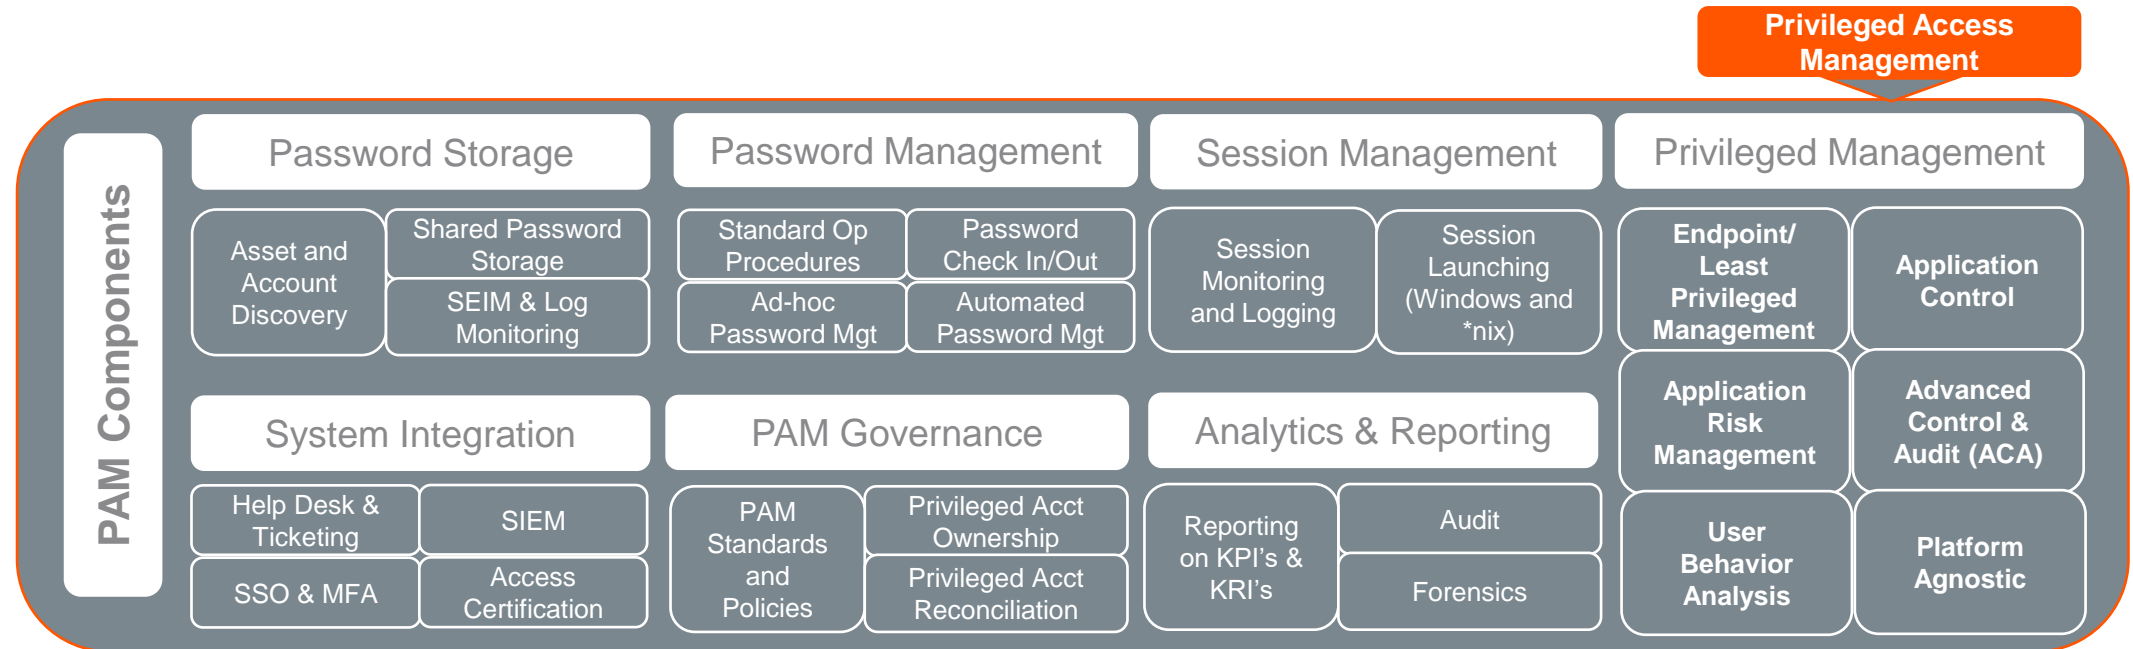 Privileged Access
Management
PAM Components
Password Storage
Asset and
Account
Discovery
Shared Password
Storage
SEIM & Log
Monitoring
Password Management
Standard Op
Procedures
Password
Check In/Out
Ad-hoc
Password Mgt
Automated
Password Mgt
Session Management
Session
Monitoring
and Logging
Session
Launching
(Windows and
*nix)
Privileged Management
Endpoint/
Least
Privileged
Management
Application
Control
Application
Risk
Management
Advanced
Control &
Audit (ACA)
User
Behavior
Analysis
Platform
Agnostic
System Integration
Help Desk &
Ticketing
SIEM
SSO & MFA
Access
Certification
PAM Governance
PAM
Standards
and
Policies
Privileged Acct
Ownership
Privileged Acct
Reconciliation
Analytics & Reporting
Reporting
on KPI’s &
KRI’s
Audit
Forensics